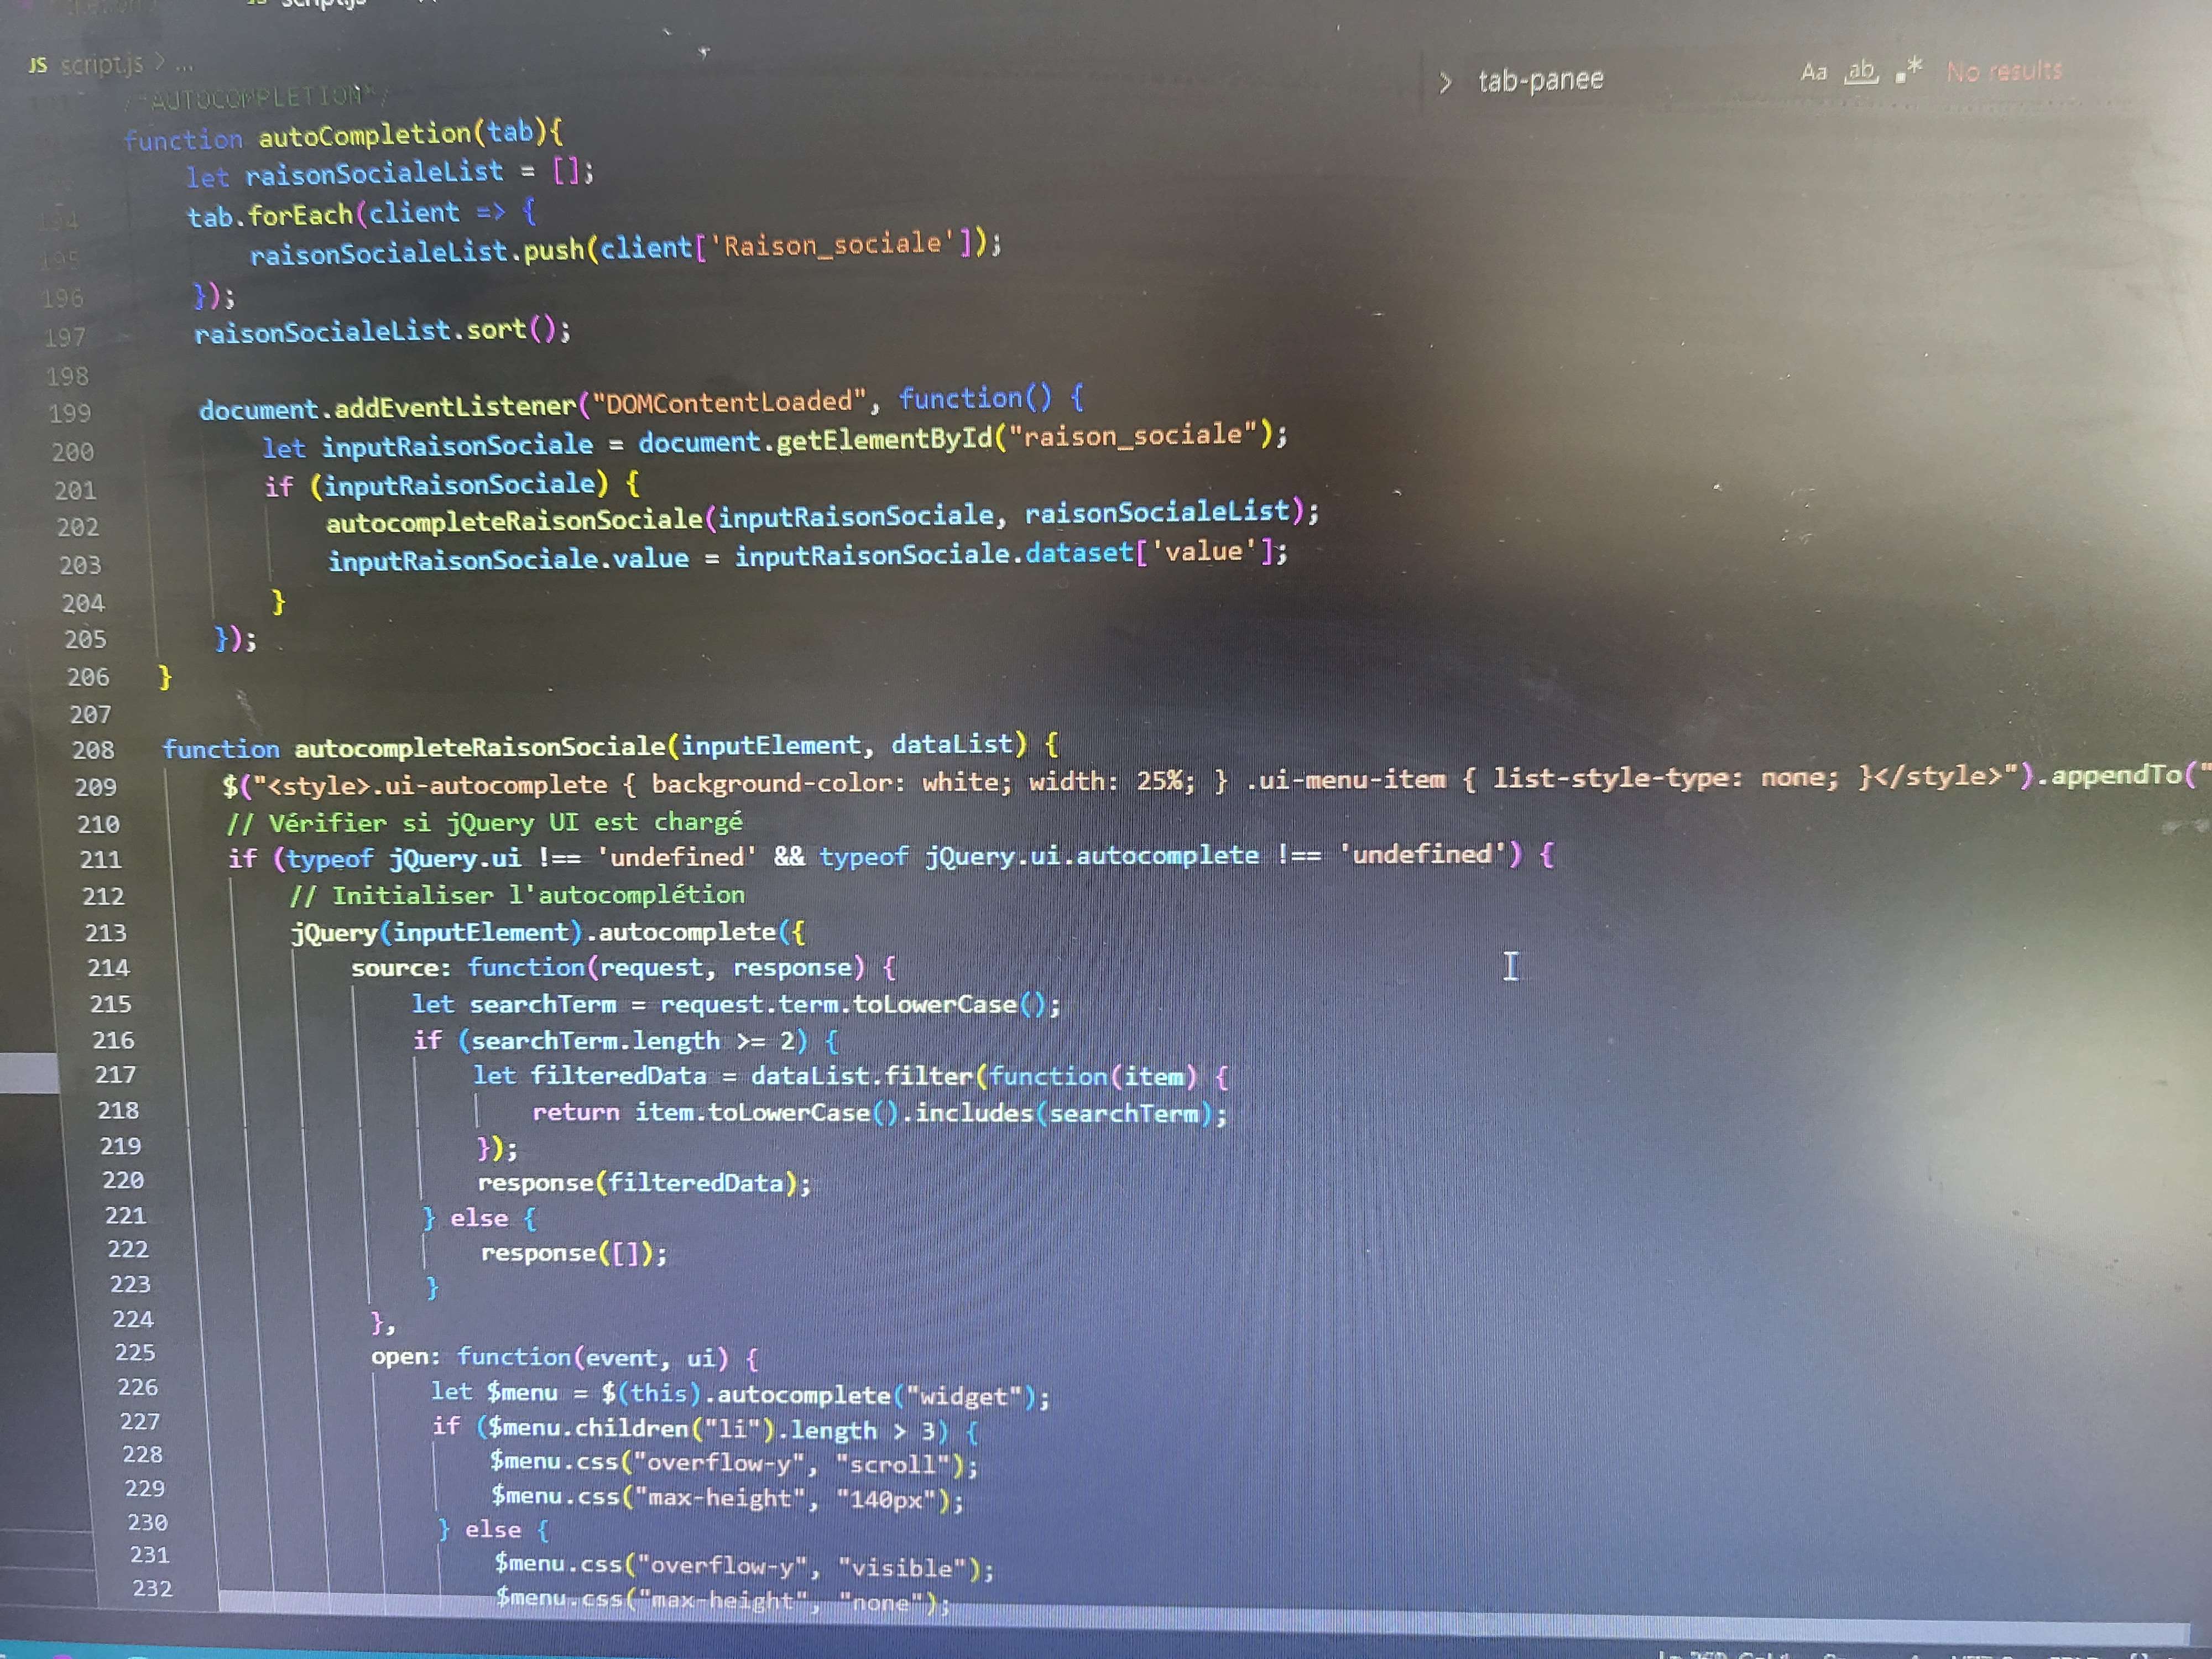 script.js
JS script.js > ...
> tab-panee Aa ab .* No results
/*AUTOCOMPLETION*/
function autoCompletion(tab){
let raisonSocialeList = [];
194 tab.forEach(client => {
195 raisonSocialeList.push(client['Raison_sociale']);
196 });
197 raisonSocialeList.sort();
198
199 document.addEventListener("DOMContentLoaded", function() {
200 let inputRaisonSociale = document.getElementById("raison_sociale");
201 if (inputRaisonSociale) {
202 autocompleteRaisonSociale(inputRaisonSociale, raisonSocialeList);
203 inputRaisonSociale.value = inputRaisonSociale.dataset['value'];
204 }
205 });
206 }
207
208 function autocompleteRaisonSociale(inputElement, dataList) {
209 $("<style>.ui-autocomplete { background-color: white; width: 25%; } .ui-menu-item { list-style-type: none; }</style>").appendTo("
210 // Vérifier si jQuery UI est chargé
211 if (typeof jQuery.ui !== 'undefined' && typeof jQuery.ui.autocomplete !== 'undefined') {
212 // Initialiser l'autocomplétion
213 jQuery(inputElement).autocomplete({
214 source: function(request, response) {
215 let searchTerm = request.term.toLowerCase();
216 if (searchTerm.length >= 2) {
217 let filteredData = dataList.filter(function(item) {
218 return item.toLowerCase().includes(searchTerm);
219 });
220 response(filteredData);
221 } else {
222 response([]);
223 }
224 },
225 open: function(event, ui) {
226 let $menu = $(this).autocomplete("widget");
227 if ($menu.children("li").length > 3) {
228 $menu.css("overflow-y", "scroll");
229 $menu.css("max-height", "140px");
230 } else {
231 $menu.css("overflow-y", "visible");
232 $menu.css("max-height", "none");